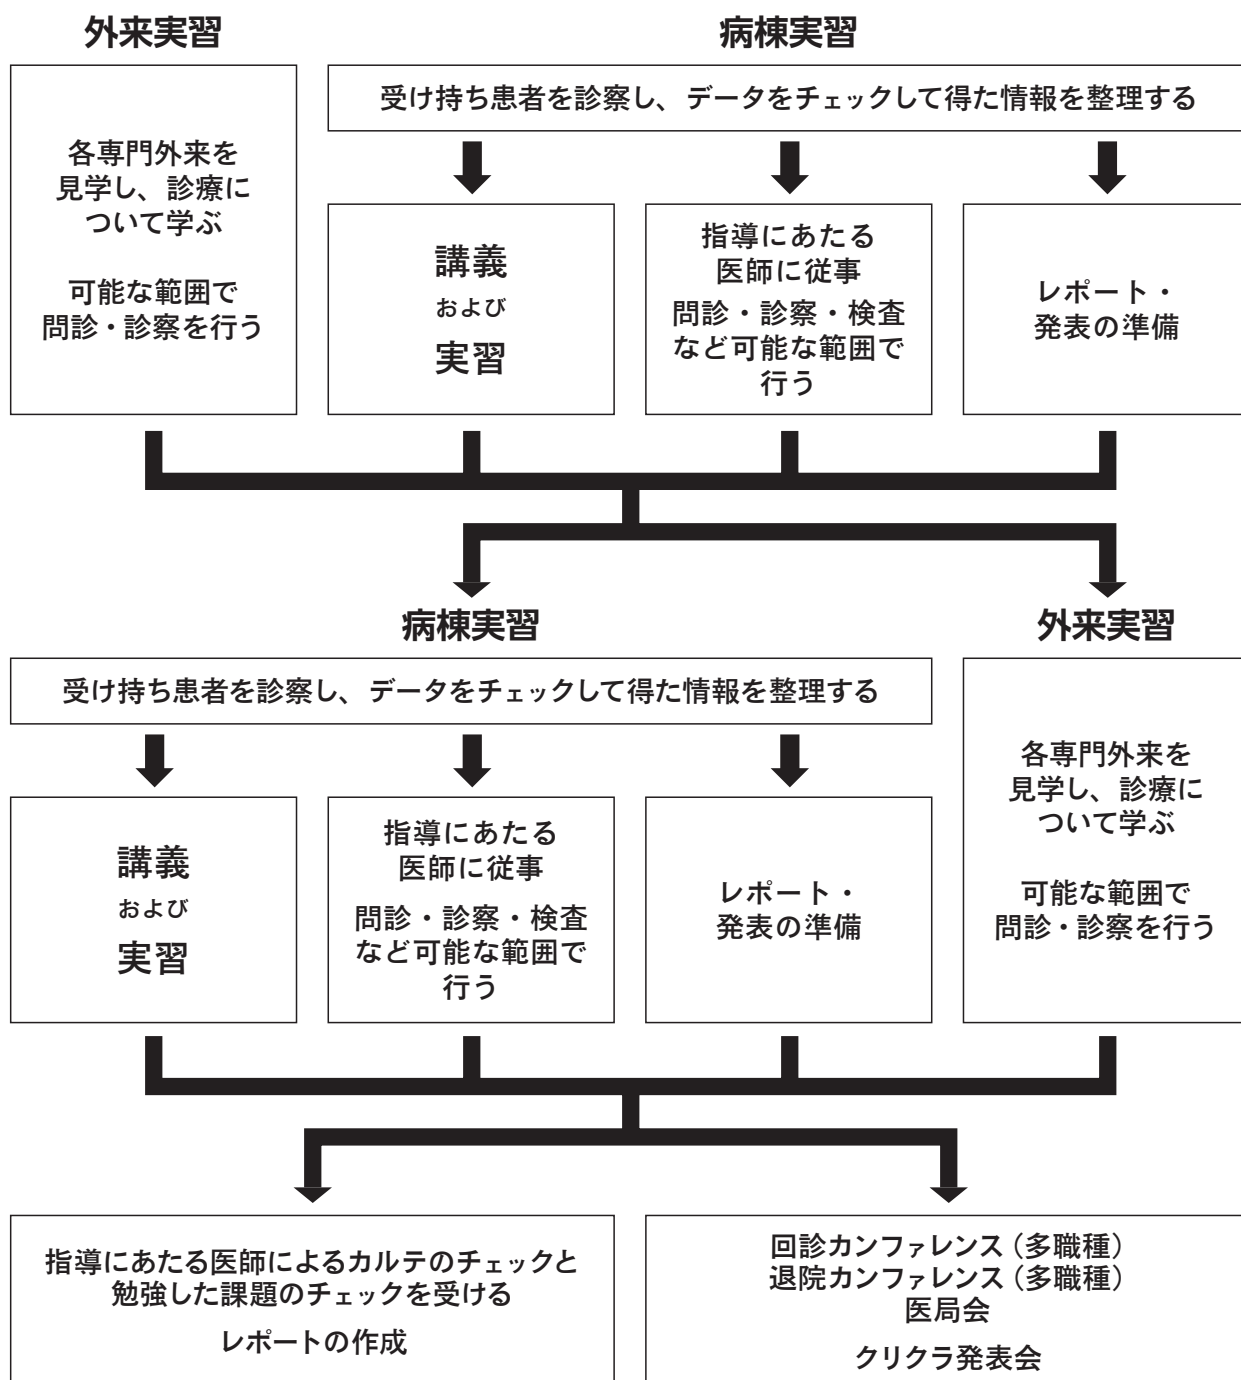 外来実習
各専門外来を
見学し、診療に
ついて学ぶ
可能な範囲で
問診・診察を行う
病棟実習
受け持ち患者を診察し、データをチェックして得た情報を整理する
講義
および
実習
指導にあたる
医師に従事
問診・診察・検査
など可能な範囲で
行う
レポート・
発表の準備
病棟実習
受け持ち患者を診察し、データをチェックして得た情報を整理する
講義
および
実習
指導にあたる
医師に従事
問診・診察・検査
など可能な範囲で
行う
レポート・
発表の準備
外来実習
各専門外来を
見学し、診療に
ついて学ぶ
可能な範囲で
問診・診察を行う
指導にあたる医師によるカルテのチェックと
勉強した課題のチェックを受ける
レポートの作成
回診カンファレンス（多職種）
退院カンファレンス（多職種）
医局会
クリクラ発表会